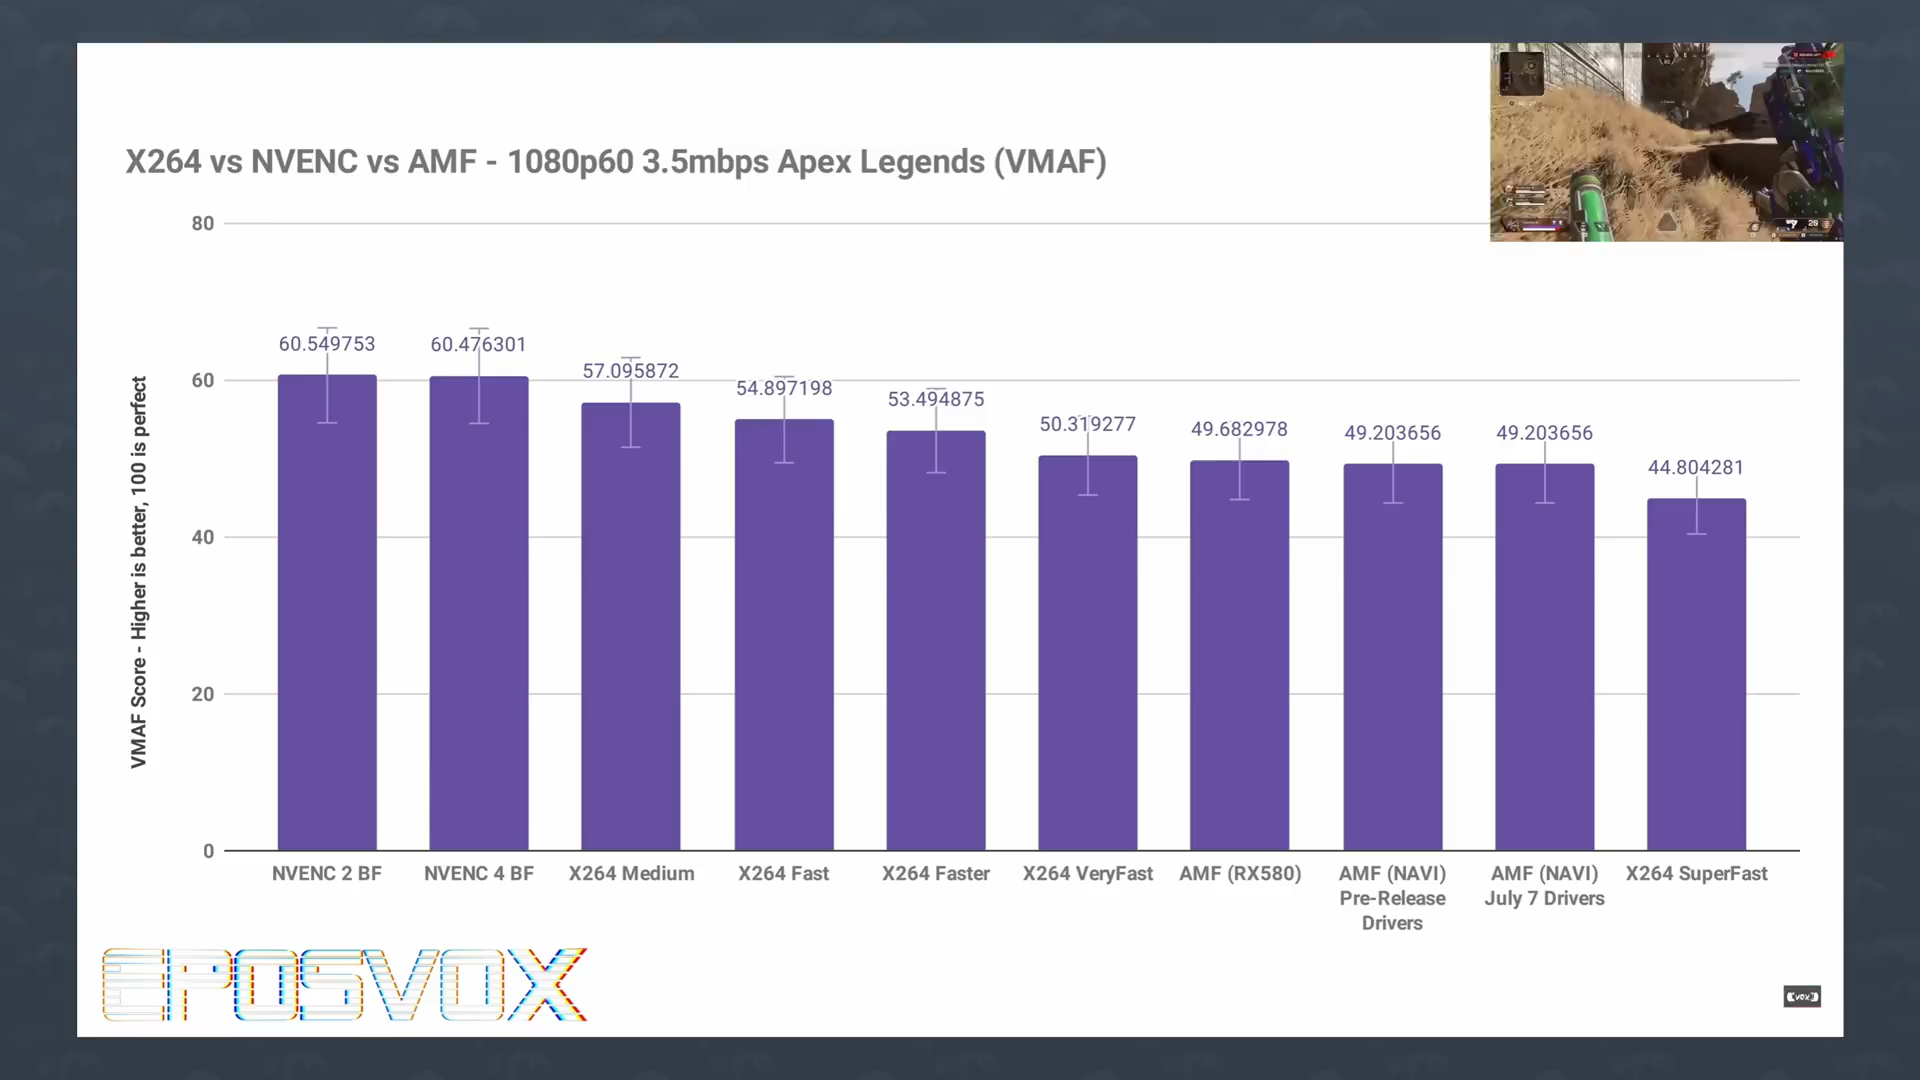 X264 vs NVENC vs AMF - 1080p60 3.5mbps Apex Legends (VMAF)
VMAF Score - Higher is better, 100 is perfect
80
60
40
20
0
60.549753
60.476301
57.095872
54.897198
53.494875
50.319277
49.682978
49.203656
49.203656
44.804281
NVENC 2 BF
NVENC 4 BF
X264 Medium
X264 Fast
X264 Faster
X264 VeryFast
AMF (RX580)
AMF (NAVI)
Pre-Release
Drivers
AMF (NAVI)
July 7 Drivers
X264 SuperFast
EPOSVOX
VOX